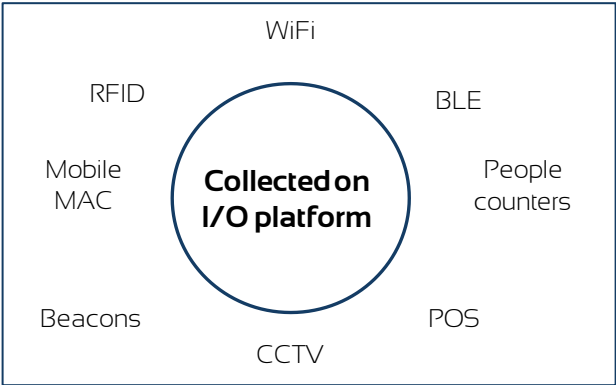 WiFi
RFID
BLE
Mobile
MAC
Collected on
I/O platform
People
counters
Beacons
POS
CCTV